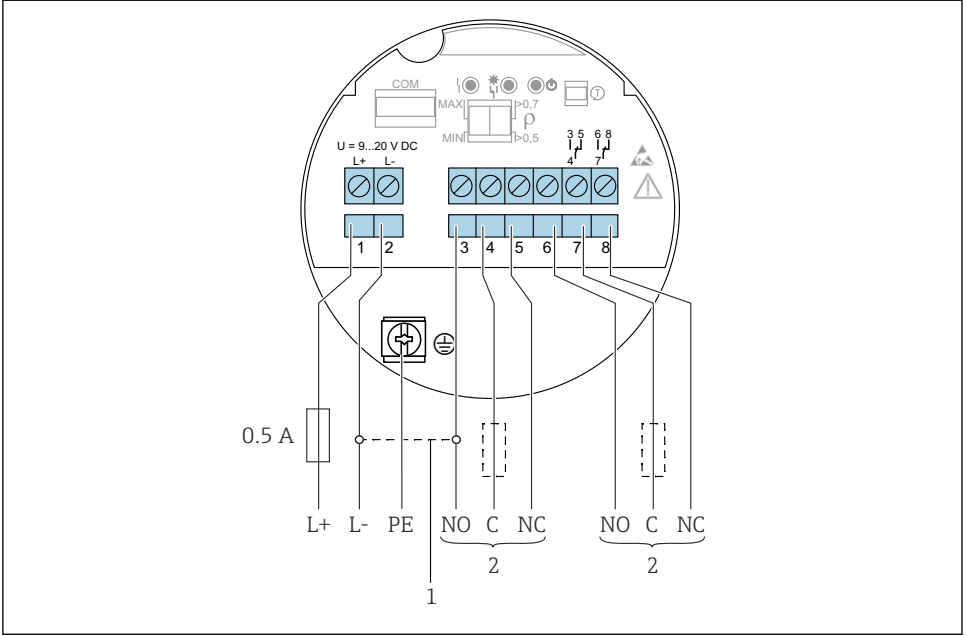 COM
MAX >0,7
ρ
MIN >0,5
T
3 5 6 8
4 7
U = 9...20 V DC
L+ L-
1 2 3 4 5 6 7 8
0.5 A
L+ L- PE NO C NC NO C NC
2 2
1